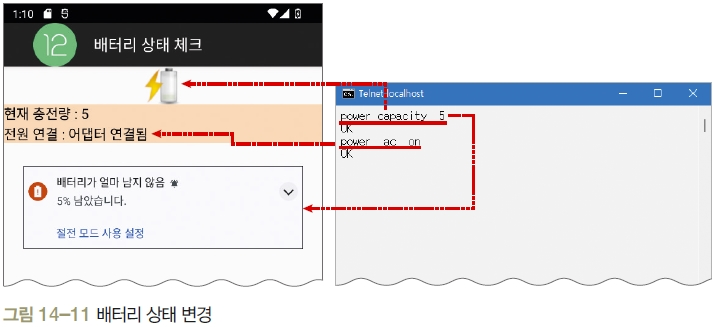 1:10
12
배터리 상태 체크
현재 충전량 : 5
전원 연결 : 어댑터 연결됨
배터리가 얼마 남지 않음
5% 남았습니다.
절전 모드 사용 설정
Telnet localhost
power capacity 5
OK
power ac on
OK
그림 14-11 배터리 상태 변경